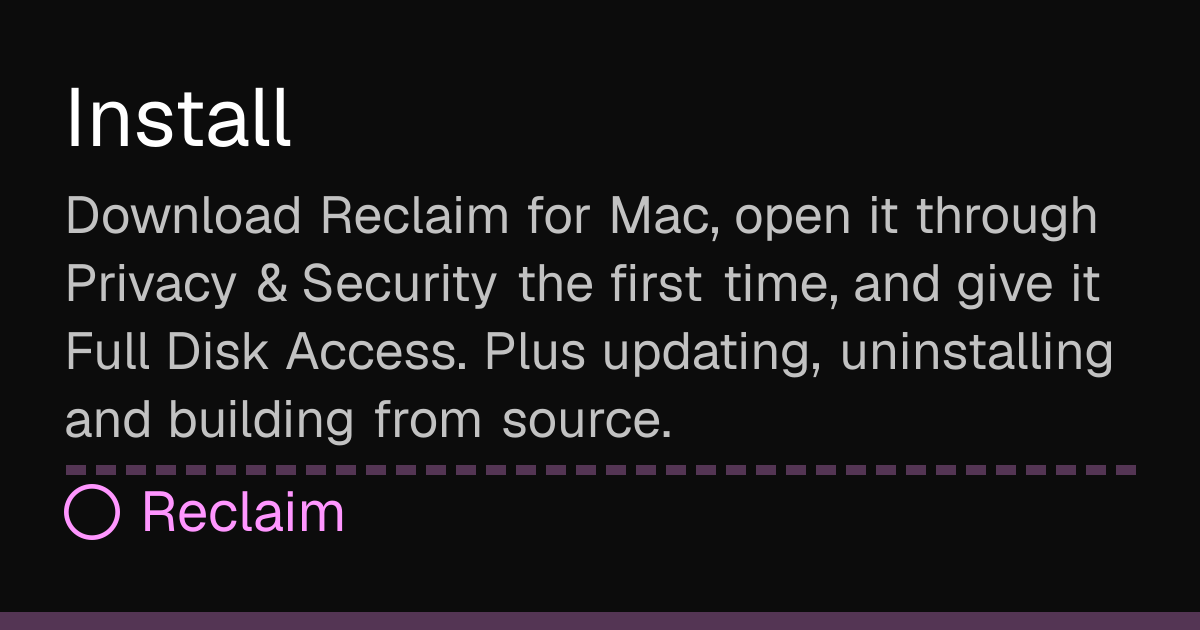 Install
Download Reclaim for Mac, open it through
Privacy & Security the first time, and give it
Full Disk Access. Plus updating, uninstalling
and building from source.
Reclaim